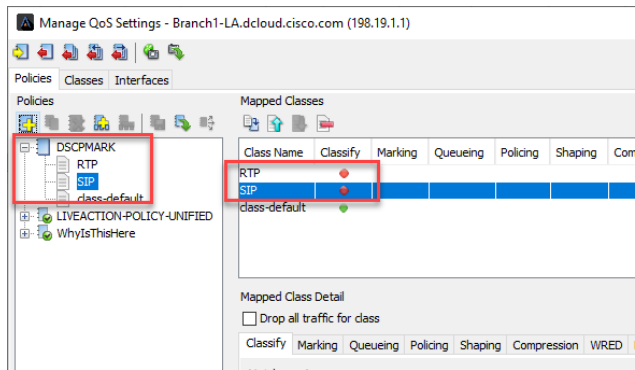 Manage QoS Settings - Branch1-LA.dcloud.cisco.com (198.19.1.1)
Policies Classes Interfaces
Policies
DSCPMARK
RTP
SIP
class-default
LIVEACTION-POLICY-UNIFIED
WhyIsThisHere
Mapped Classes
Class Name Classify Marking Queueing Policing Shaping Com
RTP
SIP
class-default
Mapped Class Detail
Drop all traffic for class
Classify Marking Queueing Policing Shaping Compression WRED